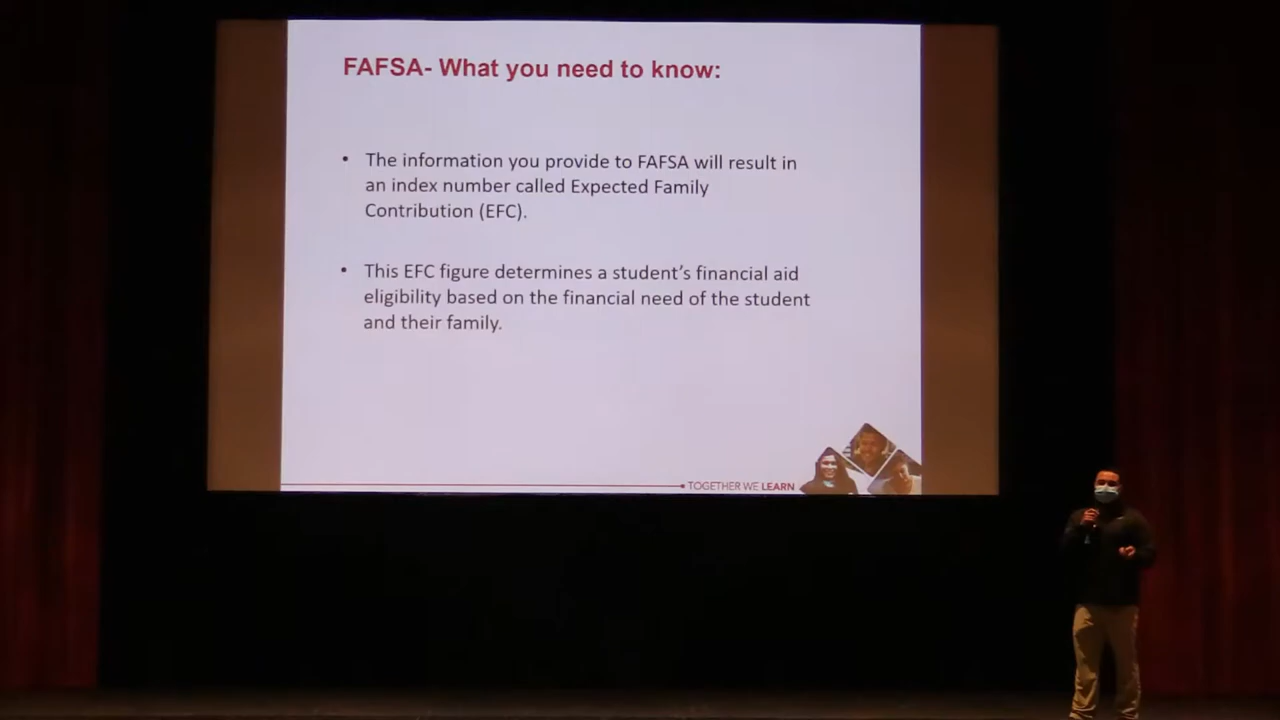 FAFSA- What you need to know:
• The information you provide to FAFSA will result in
an index number called Expected Family
Contribution (EFC).
• This EFC figure determines a student's financial aid
eligibility based on the financial need of the student
and their family.
TOGETHER WE LEARN